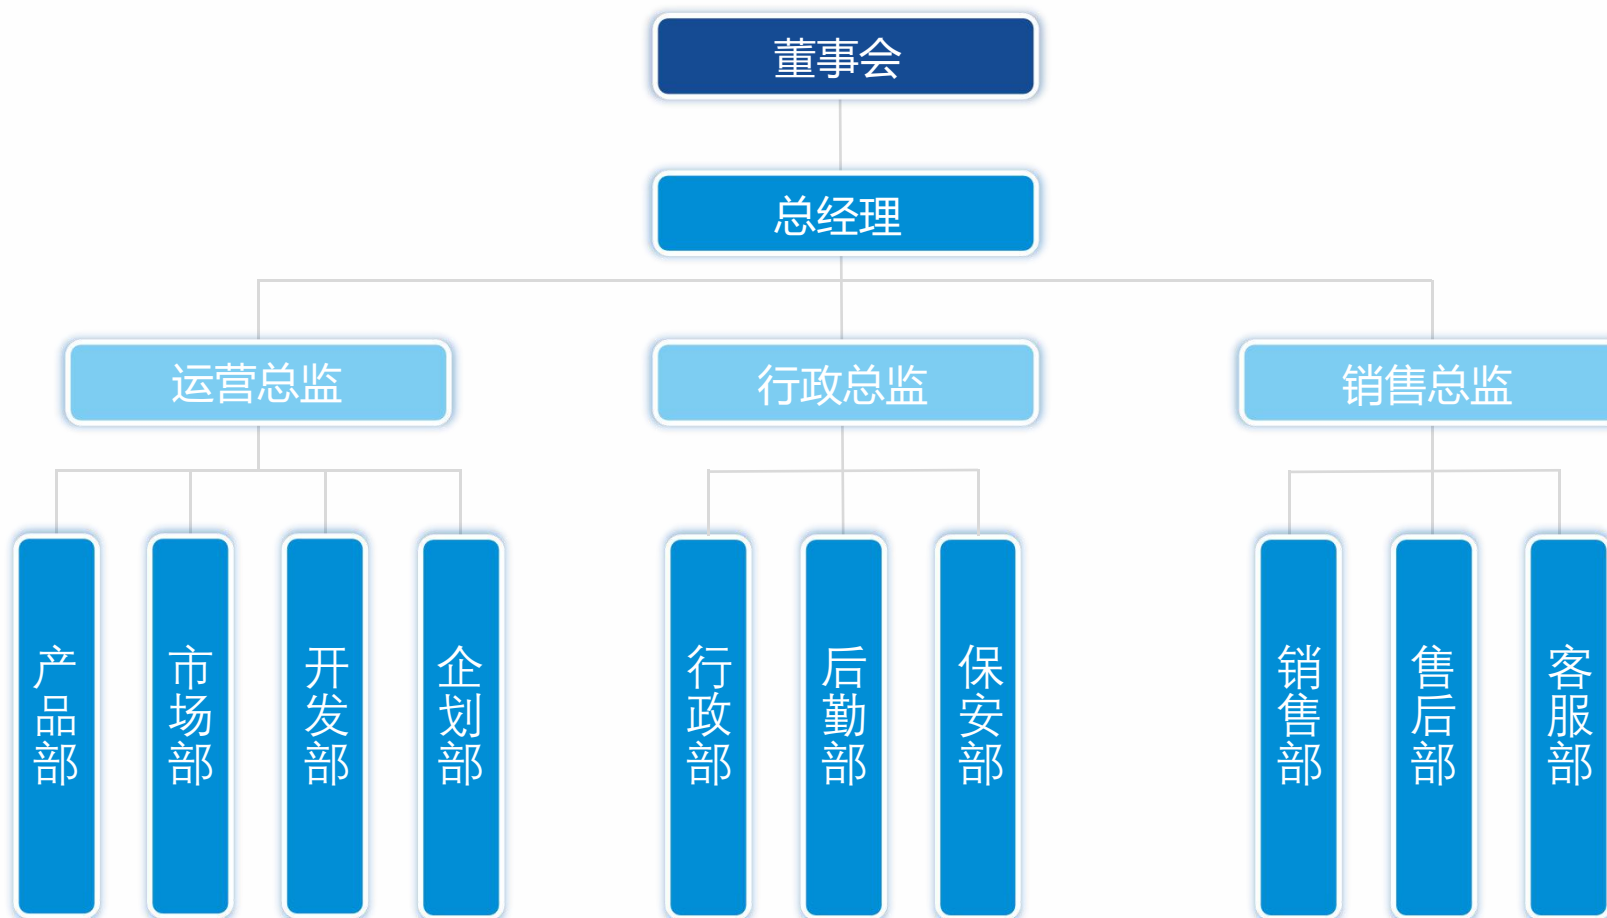 董事会
总经理
运营总监
行政总监
销售总监
产品部
市场部
开发部
企划部
行政部
后勤部
保安部
销售部
售后部
客服部